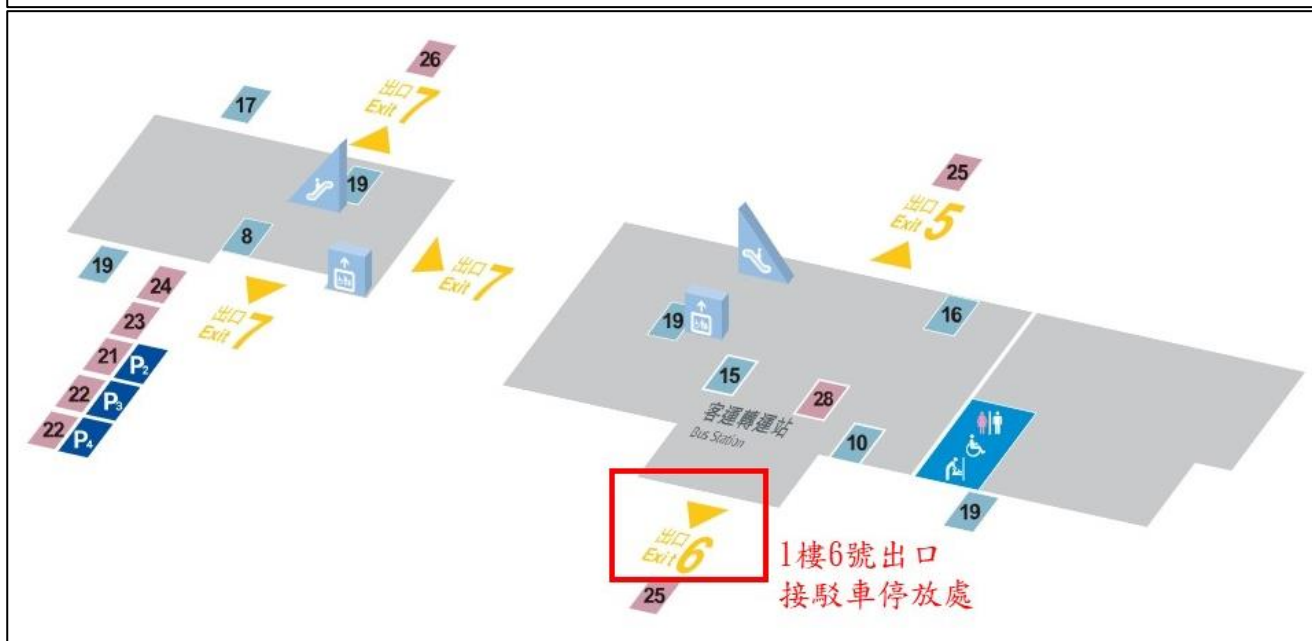 26
出口
Exit 7
17
19
8
19
出口
Exit 7
24
出口
Exit 7
23
21
P2
22
P3
22
P4
25
出口
Exit 5
16
19
15
28
客運轉運站
Bus Station
10
19
出口
Exit 6
25
1樓6號出口
接駁車停放處